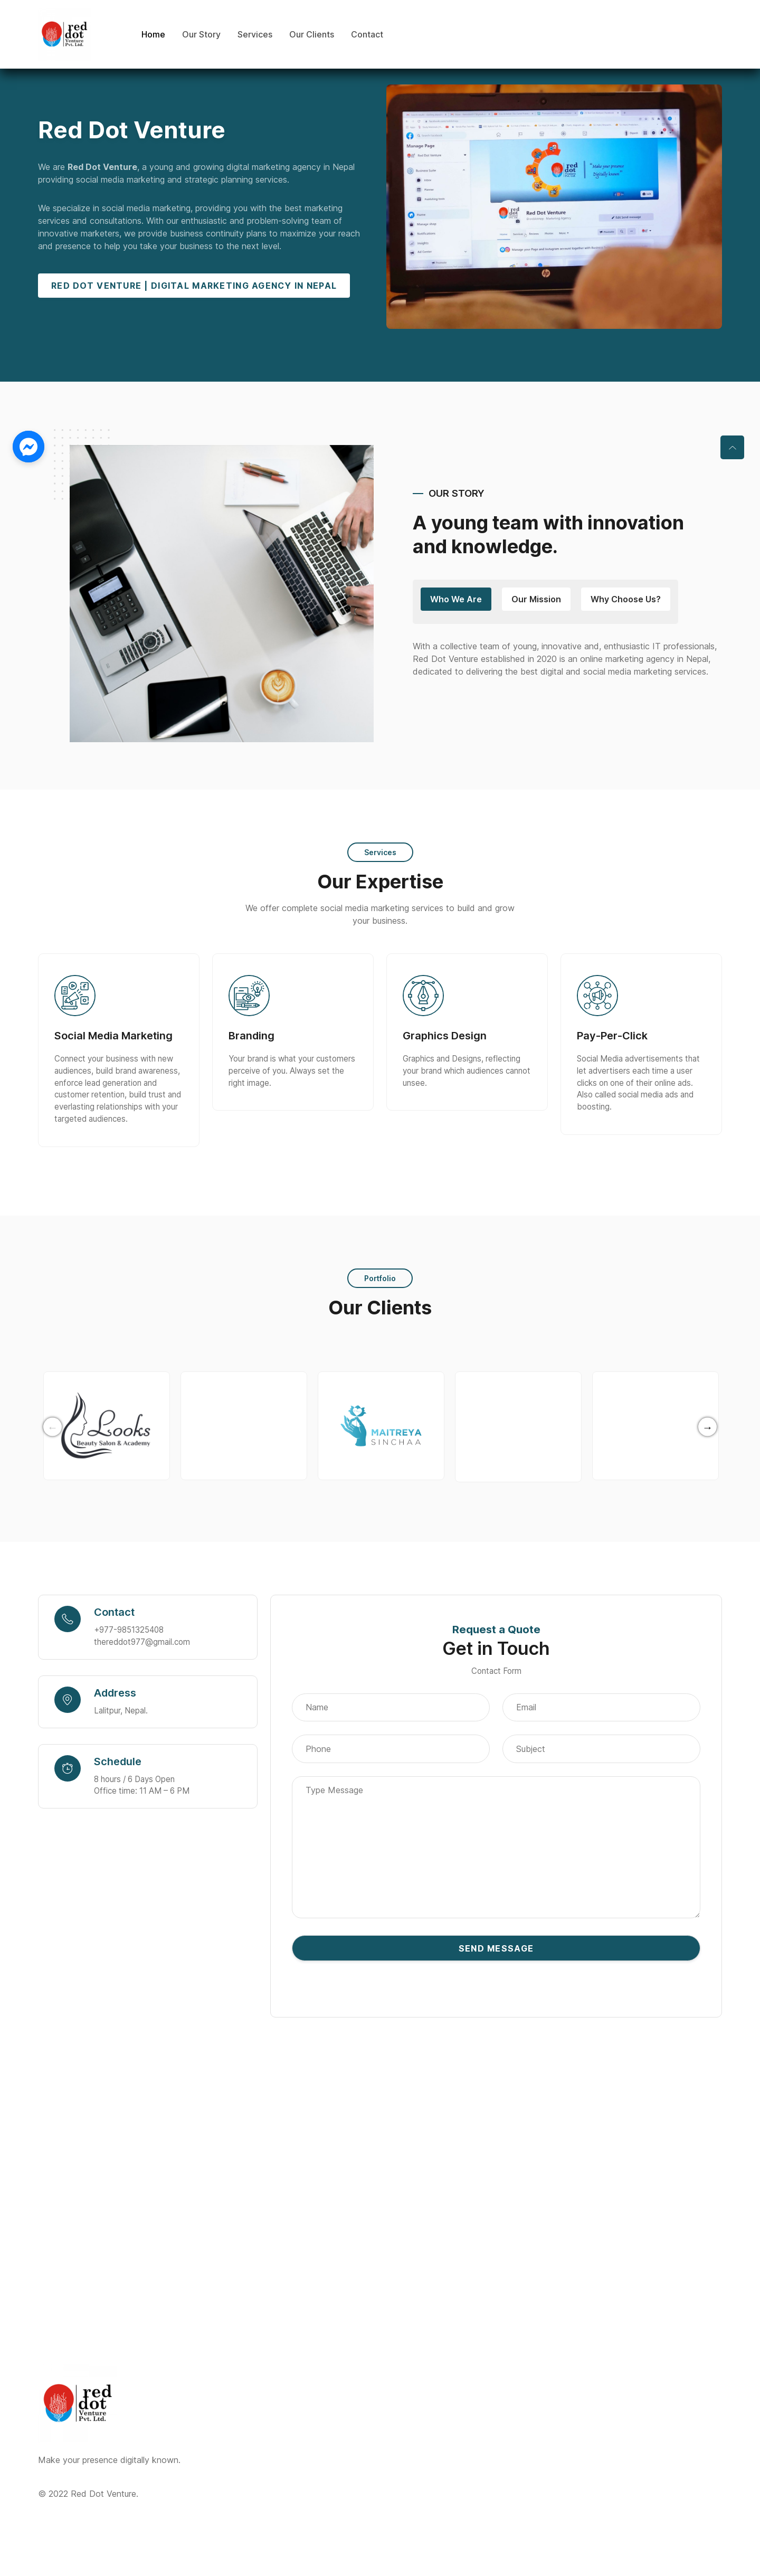 red
dot
Venture
Pvt. Ltd.
Home
Our Story
Services
Our Clients
Contact
Red Dot Venture
We are Red Dot Venture, a young and growing digital marketing agency in Nepal
providing social media marketing and strategic planning services.
We specialize in social media marketing, providing you with the best marketing
services and consultations. With our enthusiastic and problem-solving team of
innovative marketers, we provide business continuity plans to maximize your reach
and presence to help you take your business to the next level.
RED DOT VENTURE | DIGITAL MARKETING AGENCY IN NEPAL
Manage Page
Red Dot Venture
OUR STORY
A young team with innovation
and knowledge.
Who We Are
Our Mission
Why Choose Us?
With a collective team of young, innovative and, enthusiastic IT professionals,
Red Dot Venture established in 2020 is an online marketing agency in Nepal,
dedicated to delivering the best digital and social media marketing services.
Services
Our Expertise
We offer complete social media marketing services to build and grow
your business.
Social Media Marketing
Connect your business with new
audiences, build brand awareness,
enforce lead generation and
customer retention, build trust and
everlasting relationships with your
targeted audiences.
Branding
Your brand is what your customers
perceive of you. Always set the
right image.
Graphics Design
Graphics and Designs, reflecting
your brand which audiences cannot
unsee.
Pay-Per-Click
Social Media advertisements that
let advertisers each time a user
clicks on one of their online ads.
Also called social media ads and
boosting.
Portfolio
Our Clients
Looks
Beauty Salon & Academy
MAITREYA
SINCHAA
Contact
+977-9851325408
thereddot977@gmail.com
Address
Lalitpur, Nepal.
Schedule
8 hours / 6 Days Open
Office time: 11 AM – 6 PM
Request a Quote
Get in Touch
Contact Form
Name
Email
Phone
Subject
Type Message
SEND MESSAGE
red
dot
Venture
Pvt. Ltd.
Make your presence digitally known.
© 2022 Red Dot Venture.